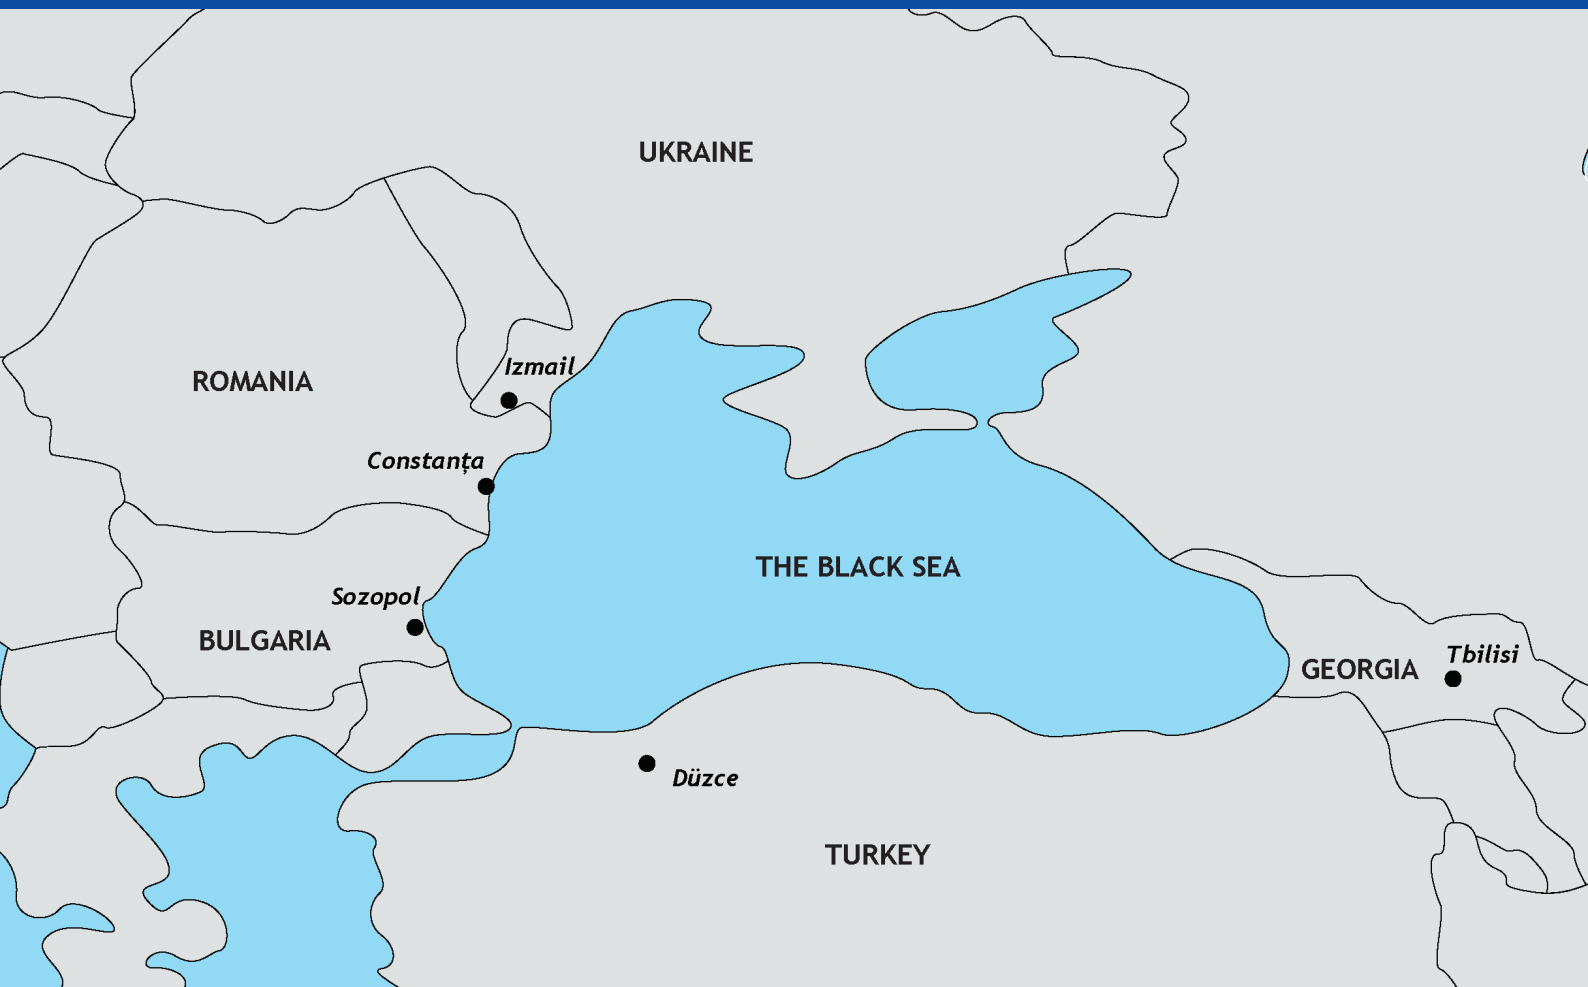 UKRAINE
Izmail
ROMANIA
Constanța
THE BLACK SEA
Sozopol
BULGARIA
Tbilisi
GEORGIA
Düzce
TURKEY